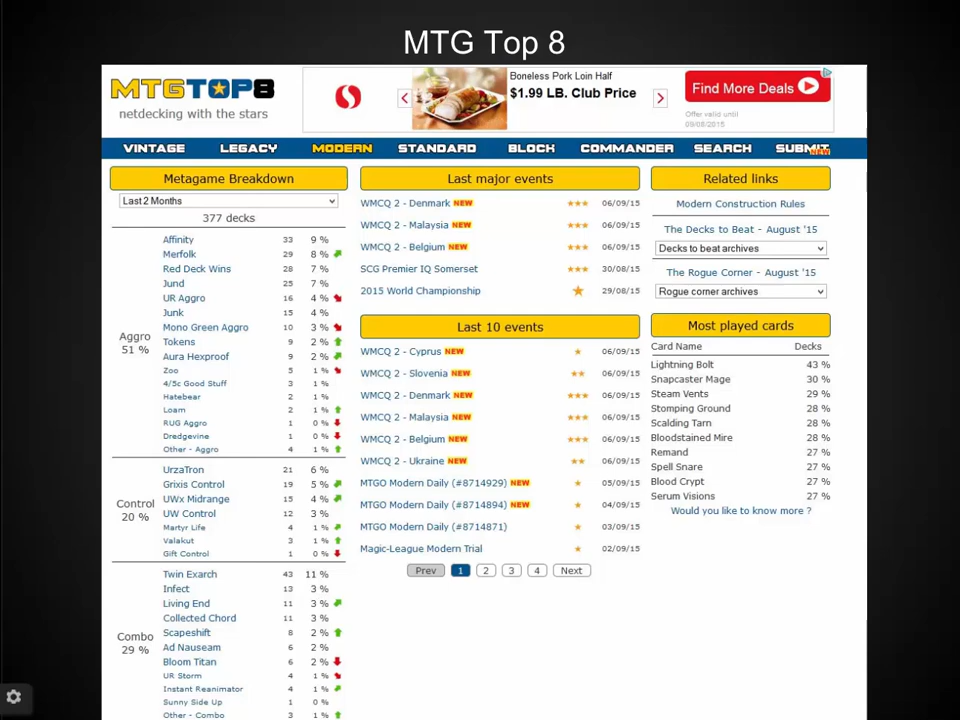 MTG Top 8
MTGTOP8
netdecking with the stars
Boneless Pork Loin Half
$1.99 LB. Club Price
Find More Deals
Offer valid until
09/08/2015
VINTAGE LEGACY MODERN STANDARD BLOCK COMMANDER SEARCH SUBMIT NEW
Metagame Breakdown
Last 2 Months
377 decks
Aggro
51 %
Affinity 33 9 %
Merfolk 29 8 %
Red Deck Wins 28 7 %
Jund 25 7 %
UR Aggro 16 4 %
Junk 15 4 %
Mono Green Aggro 10 3 %
Tokens 9 2 %
Aura Hexproof 9 2 %
Zoo 5 1 %
4/5c Good Stuff 3 1 %
Hatebear 2 1 %
Loam 2 1 %
RUG Aggro 1 0 %
Dredgevine 1 0 %
Other - Aggro 4 1 %
Control
20 %
UrzaTron 21 6 %
Grixis Control 19 5 %
UWx Midrange 15 4 %
UW Control 12 3 %
Martyr Life 4 1 %
Valakut 3 1 %
Gift Control 1 0 %
Combo
29 %
Twin Exarch 43 11 %
Infect 13 3 %
Living End 11 3 %
Collected Chord 11 3 %
Scapeshift 8 2 %
Ad Nauseam 6 2 %
Bloom Titan 6 2 %
UR Storm 4 1 %
Instant Reanimator 4 1 %
Sunny Side Up 1 0 %
Other - Combo 3 1 %
Last major events
WMCQ 2 - Denmark NEW 06/09/15
WMCQ 2 - Malaysia NEW 06/09/15
WMCQ 2 - Belgium NEW 06/09/15
SCG Premier IQ Somerset 30/08/15
2015 World Championship 29/08/15
Last 10 events
WMCQ 2 - Cyprus NEW 06/09/15
WMCQ 2 - Slovenia NEW 06/09/15
WMCQ 2 - Denmark NEW 06/09/15
WMCQ 2 - Malaysia NEW 06/09/15
WMCQ 2 - Belgium NEW 06/09/15
WMCQ 2 - Ukraine NEW 06/09/15
MTGO Modern Daily (#8714929) NEW 05/09/15
MTGO Modern Daily (#8714894) NEW 04/09/15
MTGO Modern Daily (#8714871) 03/09/15
Magic-League Modern Trial 02/09/15
Prev 1 2 3 4 Next
Related links
Modern Construction Rules
The Decks to Beat - August '15
Decks to beat archives
The Rogue Corner - August '15
Rogue corner archives
Most played cards
Card Name Decks
Lightning Bolt 43 %
Snapcaster Mage 30 %
Steam Vents 29 %
Stomping Ground 28 %
Scalding Tarn 28 %
Bloodstained Mire 28 %
Remand 27 %
Spell Snare 27 %
Blood Crypt 27 %
Serum Visions 27 %
Would you like to know more ?